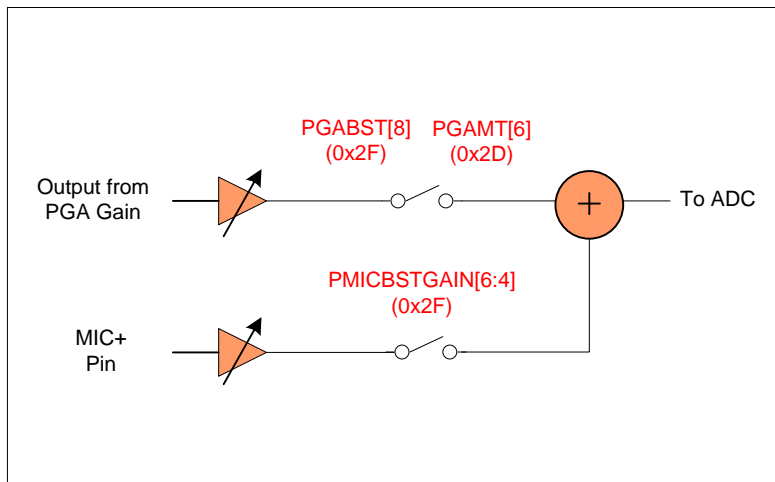 PGABST[8]
(0x2F)
PGAMT[6]
(0x2D)
Output from
PGA Gain
+
To ADC
PMICBSTGAIN[6:4]
(0x2F)
MIC+
Pin